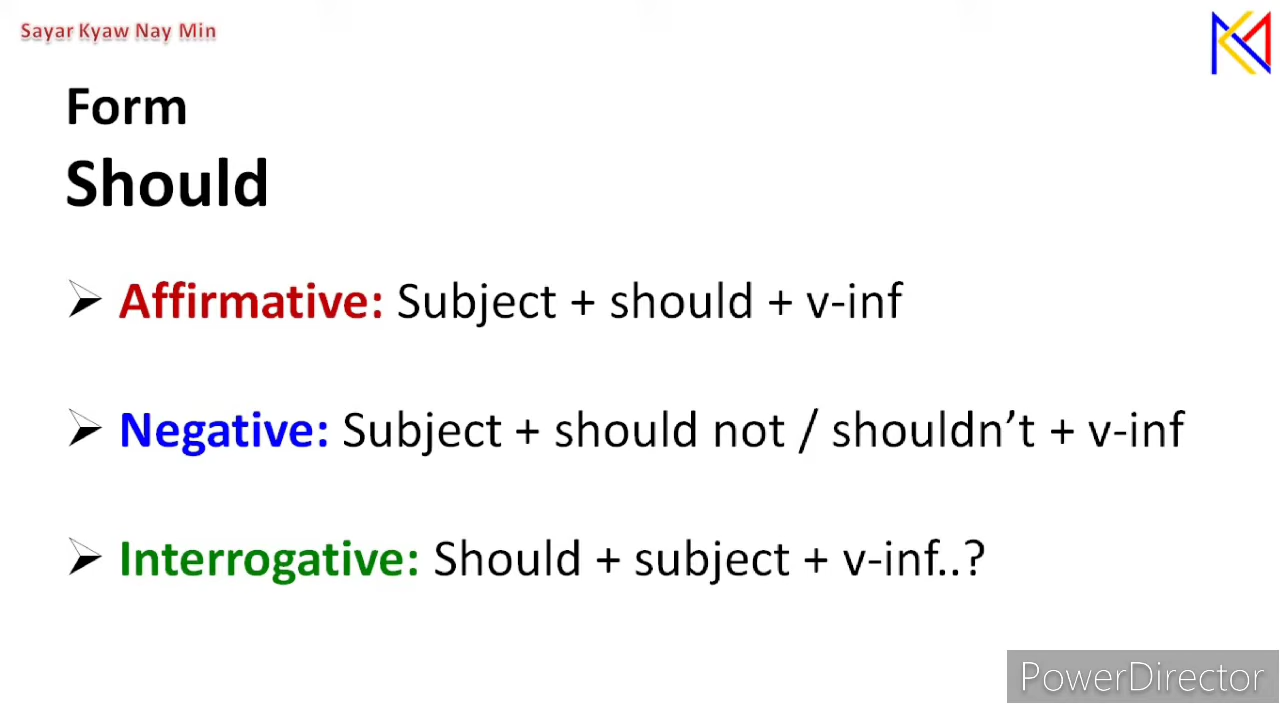 Sayar Kyaw Nay Min
Form
Should
➢ Affirmative: Subject + should + v-inf
➢ Negative: Subject + should not / shouldn’t + v-inf
➢ Interrogative: Should + subject + v-inf..?
PowerDirector